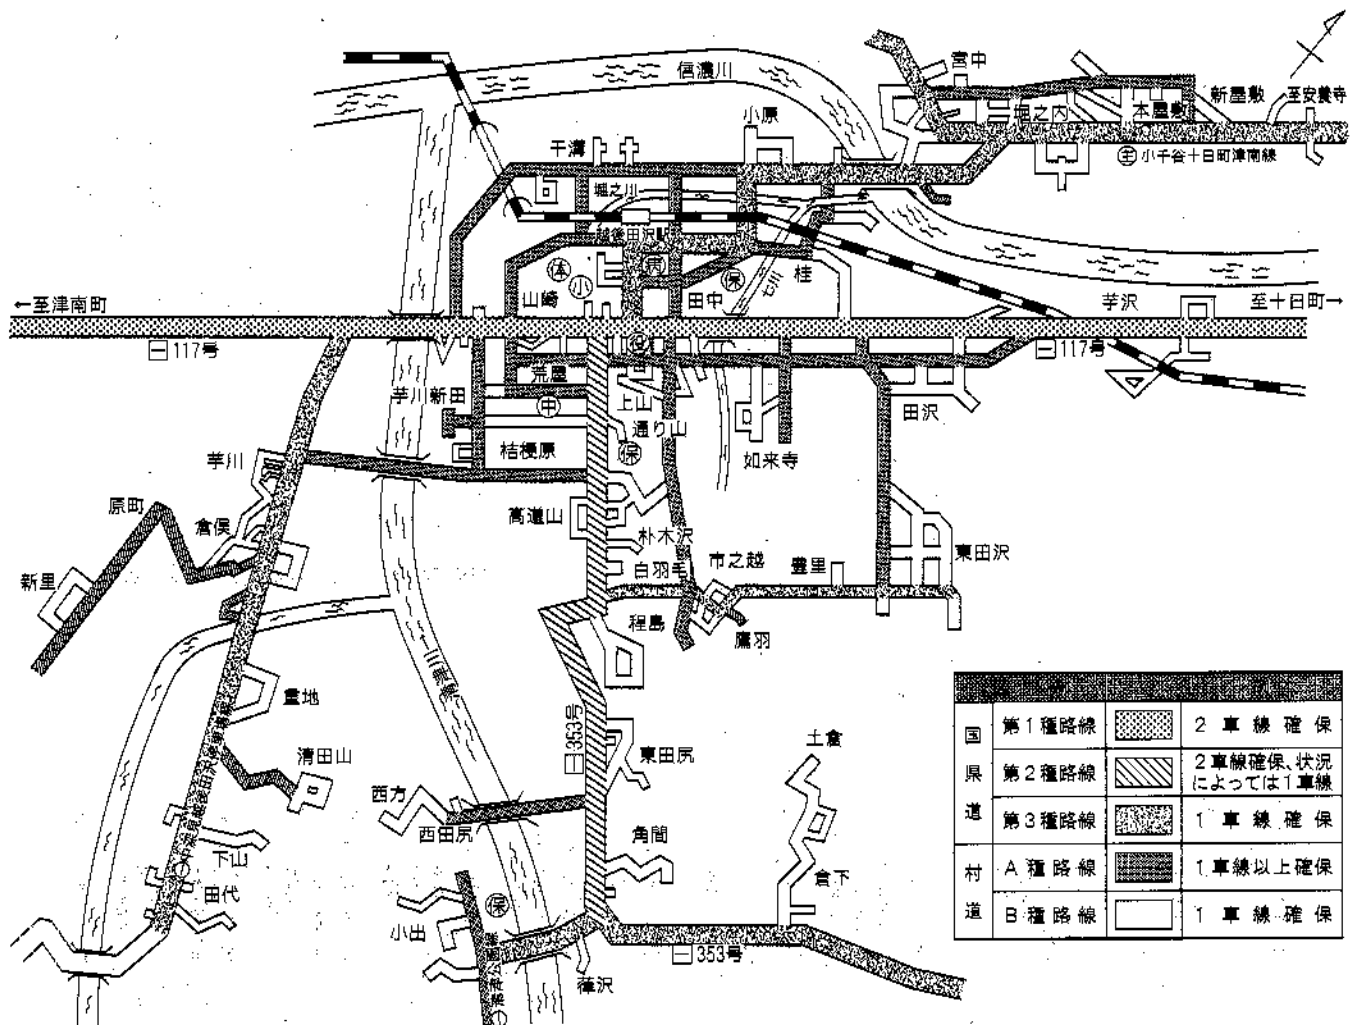 信濃川
宮中
新屋敷
至安養寺
堀之内
本屋敷
小原
干溝
主 小千谷十日町津南線
堀之川
越後田沢駅
体
病
小
保
七川
桂
山崎
田中
←至津南町
芋沢
至十日町→
117号
役
117号
荒屋
芋川新田
中
上山
田沢
通り山
桔梗原
保
如来寺
芋川
原町
倉俣
高道山
朴木沢
東田沢
白羽毛
市之越
豊里
新里
程島
鷹羽
重地
353号
東田尻
土倉
清田山
西方
西田尻
角間
下山
倉下
田代
保
小出
353号
葎沢
国県道
第1種路線
2車線確保
第2種路線
2車線確保、状況によっては1車線
第3種路線
1車線確保
村道
A種路線
1車線以上確保
B種路線
1車線確保